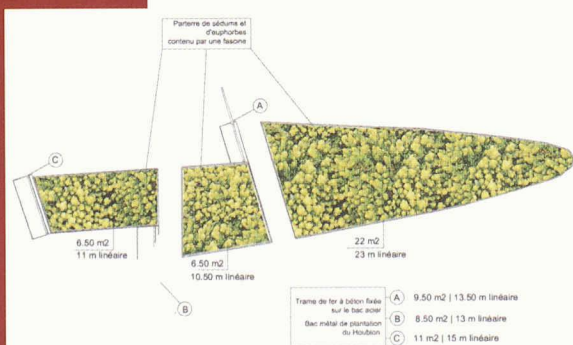 Parterre de sédums et
d'euphorbes
contenu par une fascine
A
C
6.50 m2
11 m linéaire
6.50 m2
10.50 m linéaire
22 m2
23 m linéaire
B
Trame de fer à béton fixée
sur le bac acier
Bac métal de plantation
du Houblon
A 9.50 m2 | 13.50 m linéaire
B 8.50 m2 | 13 m linéaire
C 11 m2 | 15 m linéaire